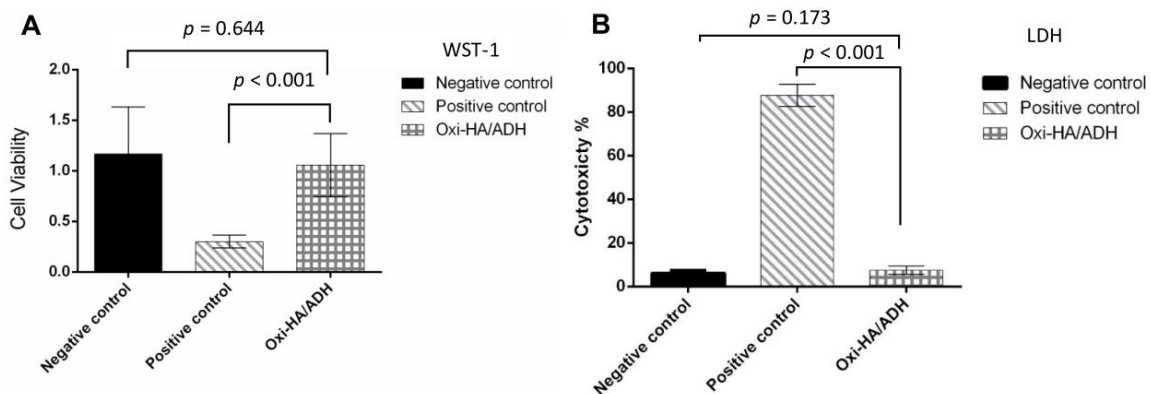 A
p = 0.644
WST-1
p < 0.001
Negative control
Positive control
Oxi-HA/ADH
Cell Viability
2.0
1.5
1.0
0.5
0.0
Negative control
Positive control
Oxi-HA/ADH
B
p = 0.173
LDH
p < 0.001
Negative control
Positive control
Oxi-HA/ADH
Cytotoxicty %
100
80
60
40
20
0
Negative control
Positive control
Oxi-HA/ADH